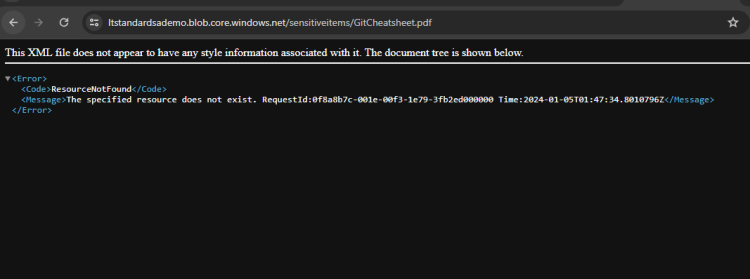 ltstandardsademo.blob.core.windows.net/sensitiveitems/GitCheatsheet.pdf
This XML file does not appear to have any style information associated with it. The document tree is shown below.
<Error>
<Code>ResourceNotFound</Code>
<Message>The specified resource does not exist. RequestId:0f8a8b7c-001e-00f3-1e79-3fb2ed000000 Time:2024-01-05T01:47:34.8010796Z</Message>
</Error>